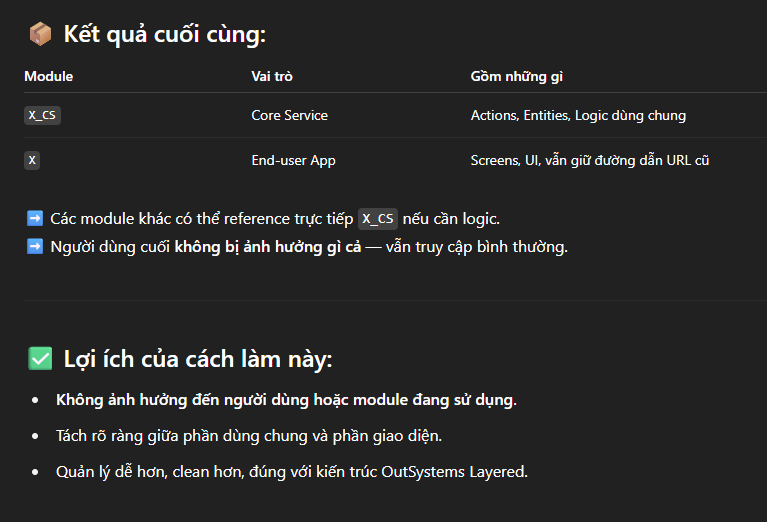 📦 Kết quả cuối cùng:
Module Vai trò Gồm những gì
X_CS Core Service Actions, Entities, Logic dùng chung
X End-user App Screens, UI, vẫn giữ đường dẫn URL cũ
➡️ Các module khác có thể reference trực tiếp X_CS nếu cần logic.
➡️ Người dùng cuối không bị ảnh hưởng gì cả — vẫn truy cập bình thường.
✅ Lợi ích của cách làm này:
• Không ảnh hưởng đến người dùng hoặc module đang sử dụng.
• Tách rõ ràng giữa phần dùng chung và phần giao diện.
• Quản lý dễ hơn, clean hơn, đúng với kiến trúc OutSystems Layered.